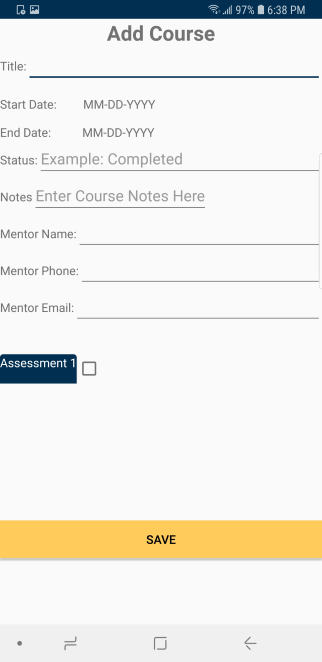 97% 6:38 PM
Add Course
Title:
Start Date: MM-DD-YYYY
End Date: MM-DD-YYYY
Status: Example: Completed
Notes Enter Course Notes Here
Mentor Name:
Mentor Phone:
Mentor Email:
Assessment 1
SAVE